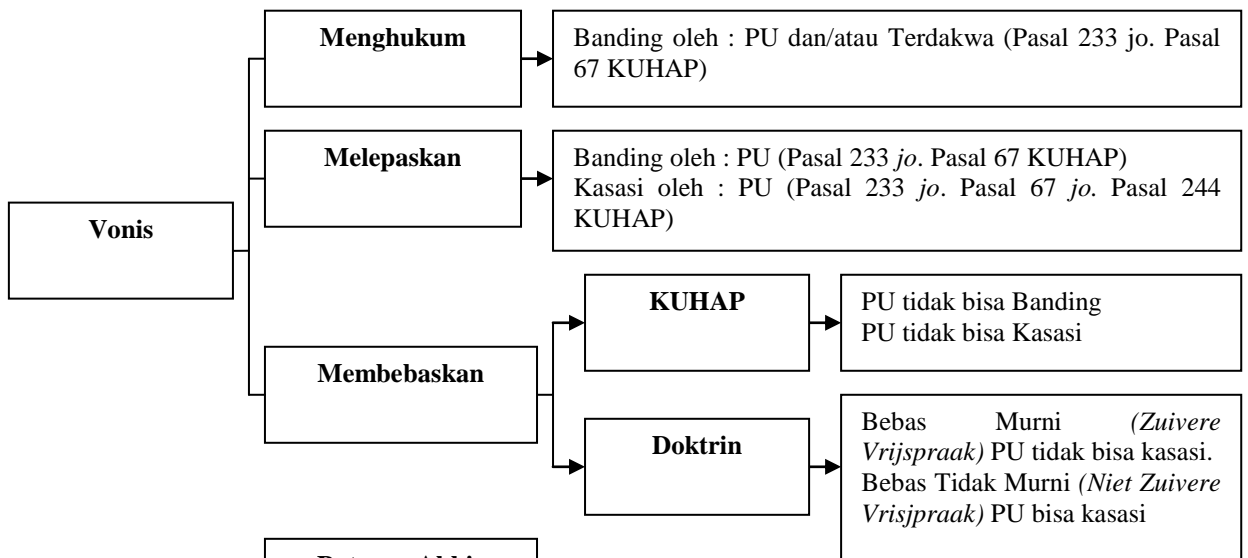 Menghukum
Banding oleh : PU dan/atau Terdakwa (Pasal 233 jo. Pasal
67 KUHAP)
Melepaskan
Banding oleh : PU (Pasal 233 jo. Pasal 67 KUHAP)
Kasasi oleh : PU (Pasal 233 jo. Pasal 67 jo. Pasal 244
KUHAP)
Vonis
Membebaskan
KUHAP
PU tidak bisa Banding
PU tidak bisa Kasasi
Doktrin
Bebas Murni (Zuivere
Vrijspraak) PU tidak bisa kasasi.
Bebas Tidak Murni (Niet Zuivere
Vrisjpraak) PU bisa kasasi